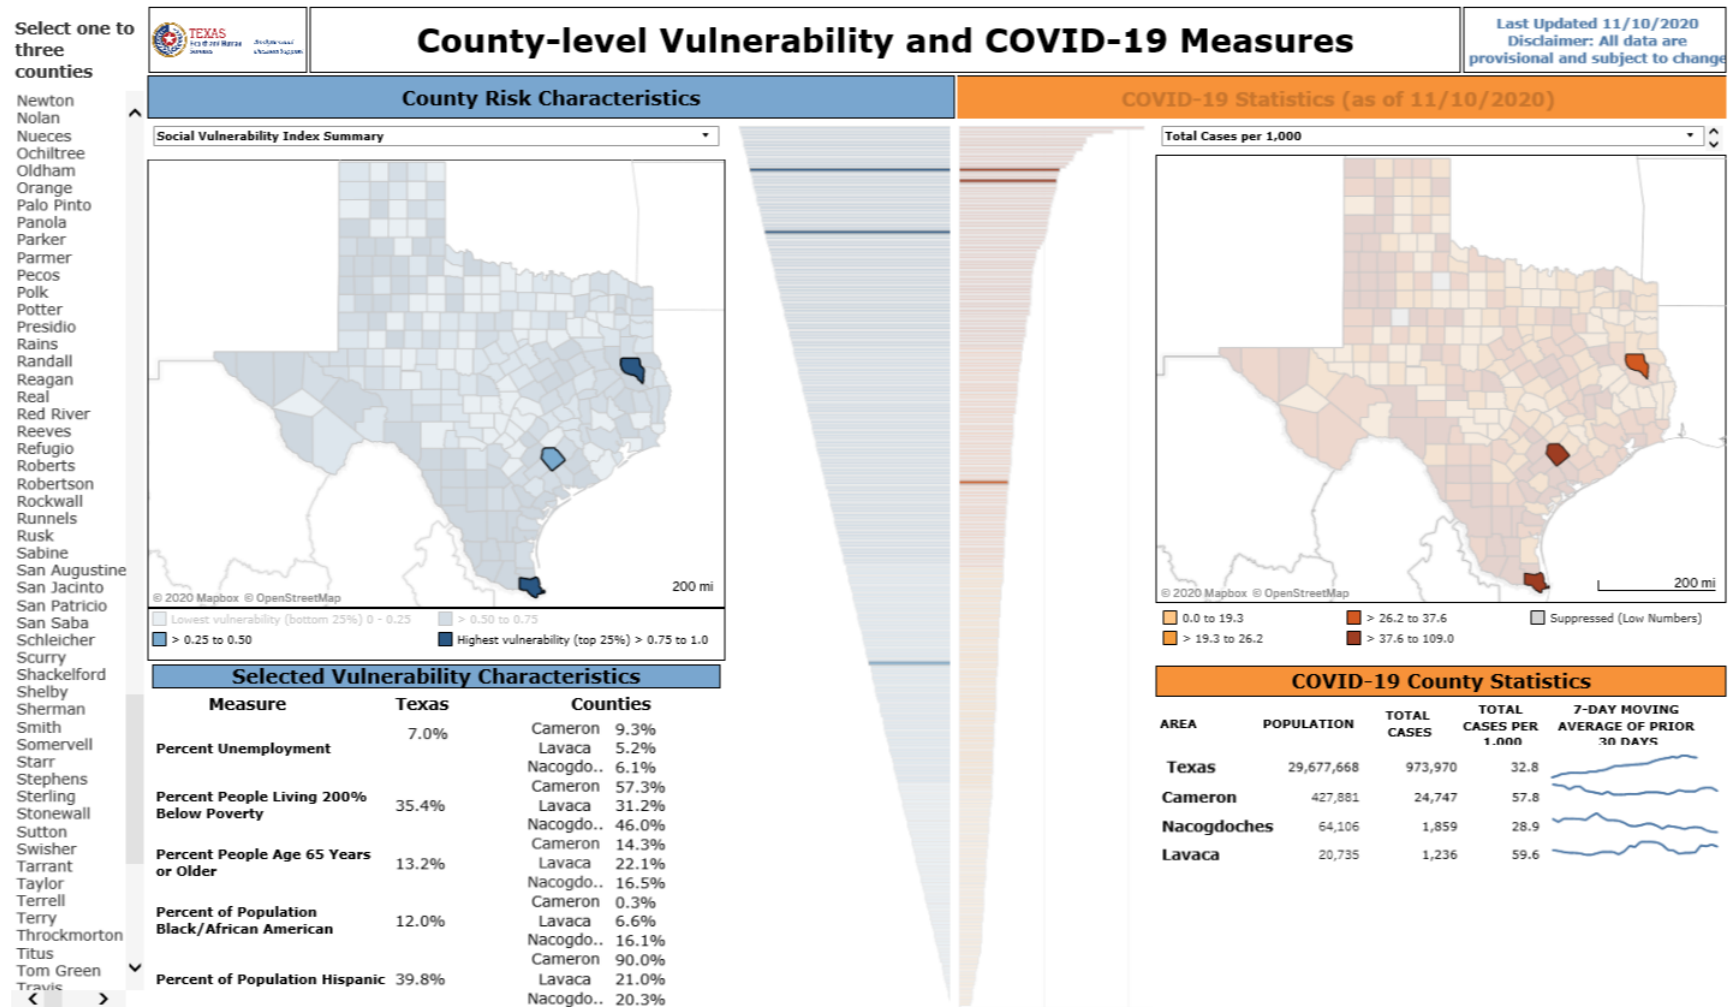 Select one to
three
counties
Newton
Nolan
Nueces
Ochiltree
Oldham
Orange
Palo Pinto
Panola
Parker
Parmer
Pecos
Polk
Potter
Presidio
Rains
Randall
Reagan
Real
Red River
Reeves
Refugio
Roberts
Robertson
Rockwall
Runnels
Rusk
Sabine
San Augustine
San Jacinto
San Patricio
San Saba
Schleicher
Scurry
Shackelford
Shelby
Sherman
Smith
Somervell
Starr
Stephens
Sterling
Stonewall
Sutton
Swisher
Tarrant
Taylor
Terrell
Terry
Throckmorton
Titus
Tom Green
Travis
TEXAS
Health and Human
Services
County-level Vulnerability and COVID-19 Measures
Last Updated 11/10/2020
Disclaimer: All data are
provisional and subject to change
County Risk Characteristics
COVID-19 Statistics (as of 11/10/2020)
Social Vulnerability Index Summary
Total Cases per 1,000
© 2020 Mapbox © OpenStreetMap
200 mi
© 2020 Mapbox © OpenStreetMap
200 mi
Lowest vulnerability (bottom 25%) 0 - 0.25
> 0.50 to 0.75
> 0.25 to 0.50
Highest vulnerability (top 25%) > 0.75 to 1.0
0.0 to 19.3
> 26.2 to 37.6
Suppressed (Low Numbers)
> 19.3 to 26.2
> 37.6 to 109.0
Selected Vulnerability Characteristics
Measure Texas Counties
Percent Unemployment 7.0%
Cameron 9.3%
Lavaca 5.2%
Nacogdo.. 6.1%
Percent People Living 200%
Below Poverty
35.4%
Cameron 57.3%
Lavaca 31.2%
Nacogdo.. 46.0%
Percent People Age 65 Years
or Older
13.2%
Cameron 14.3%
Lavaca 22.1%
Nacogdo.. 16.5%
Percent of Population
Black/African American
12.0%
Cameron 0.3%
Lavaca 6.6%
Nacogdo.. 16.1%
Percent of Population Hispanic 39.8%
Cameron 90.0%
Lavaca 21.0%
Nacogdo.. 20.3%
COVID-19 County Statistics
AREA
POPULATION
TOTAL
CASES
TOTAL
CASES PER
1,000
7-DAY MOVING
AVERAGE OF PRIOR
30 DAYS
Texas 29,677,668 973,970 32.8
Cameron 427,881 24,747 57.8
Nacogdoches 64,106 1,859 28.9
Lavaca 20,735 1,236 59.6